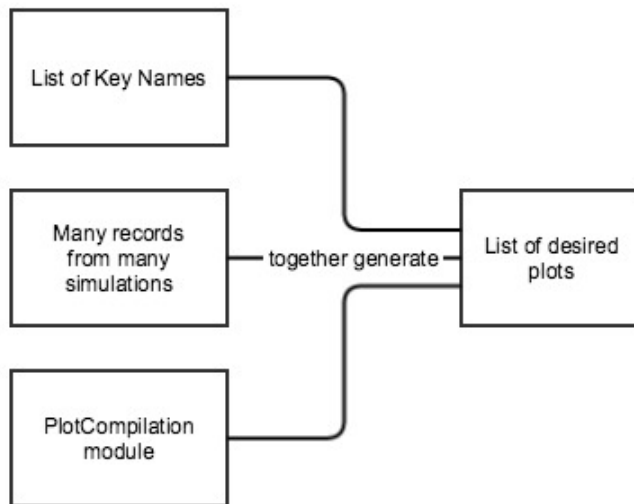 List of Key Names
Many records
from many
simulations
together generate
List of desired
plots
PlotCompilation
module